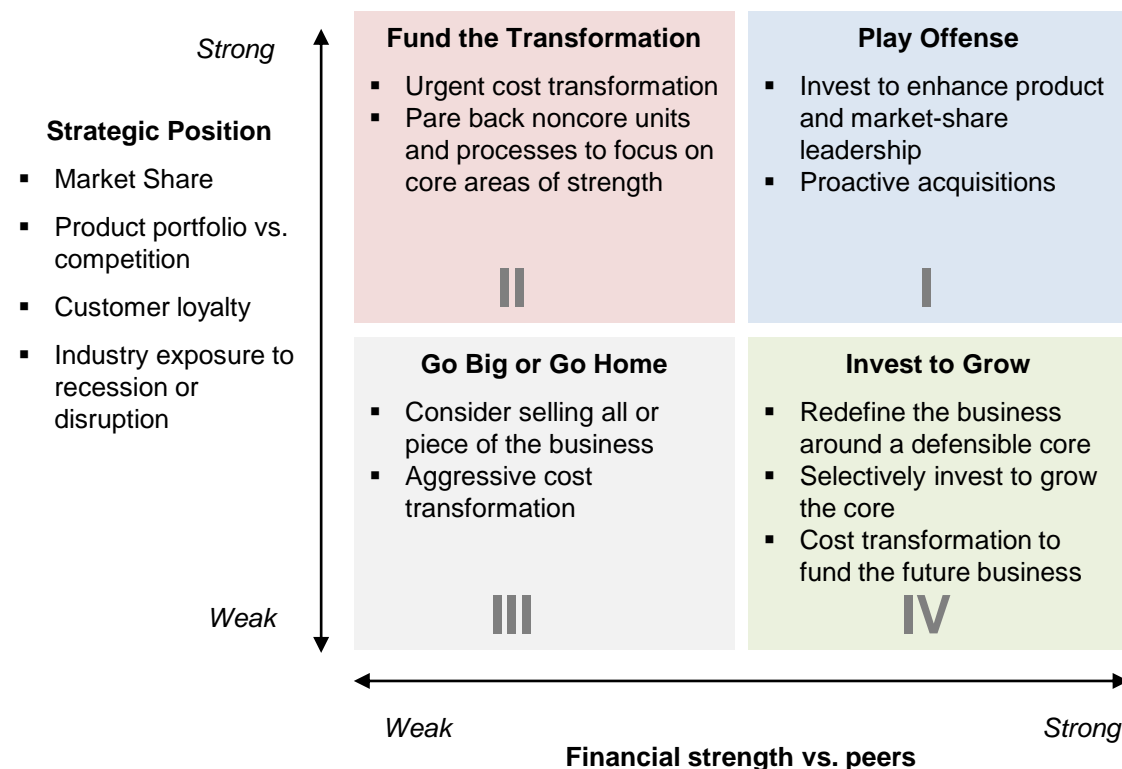 Strong
Strategic Position
▪ Market Share
▪ Product portfolio vs.
competition
▪ Customer loyalty
▪ Industry exposure to
recession or
disruption
Weak
Fund the Transformation
▪ Urgent cost transformation
▪ Pare back noncore units
and processes to focus on
core areas of strength
II
Play Offense
▪ Invest to enhance product
and market-share
leadership
▪ Proactive acquisitions
I
Go Big or Go Home
▪ Consider selling all or
piece of the business
▪ Aggressive cost
transformation
III
Invest to Grow
▪ Redefine the business
around a defensible core
▪ Selectively invest to grow
the core
▪ Cost transformation to
fund the future business
IV
Weak
Strong
Financial strength vs. peers